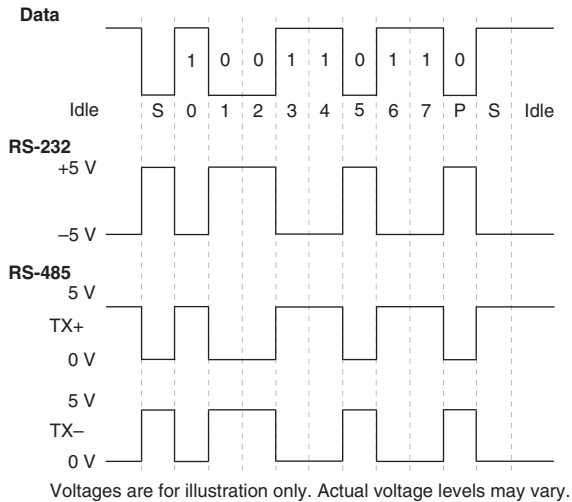 Data
1 0 0 1 1 0 1 1 0
Idle S 0 1 2 3 4 5 6 7 P S Idle
RS-232
+5 V
–5 V
RS-485
5 V
TX+
0 V
5 V
TX–
0 V
Voltages are for illustration only. Actual voltage levels may vary.